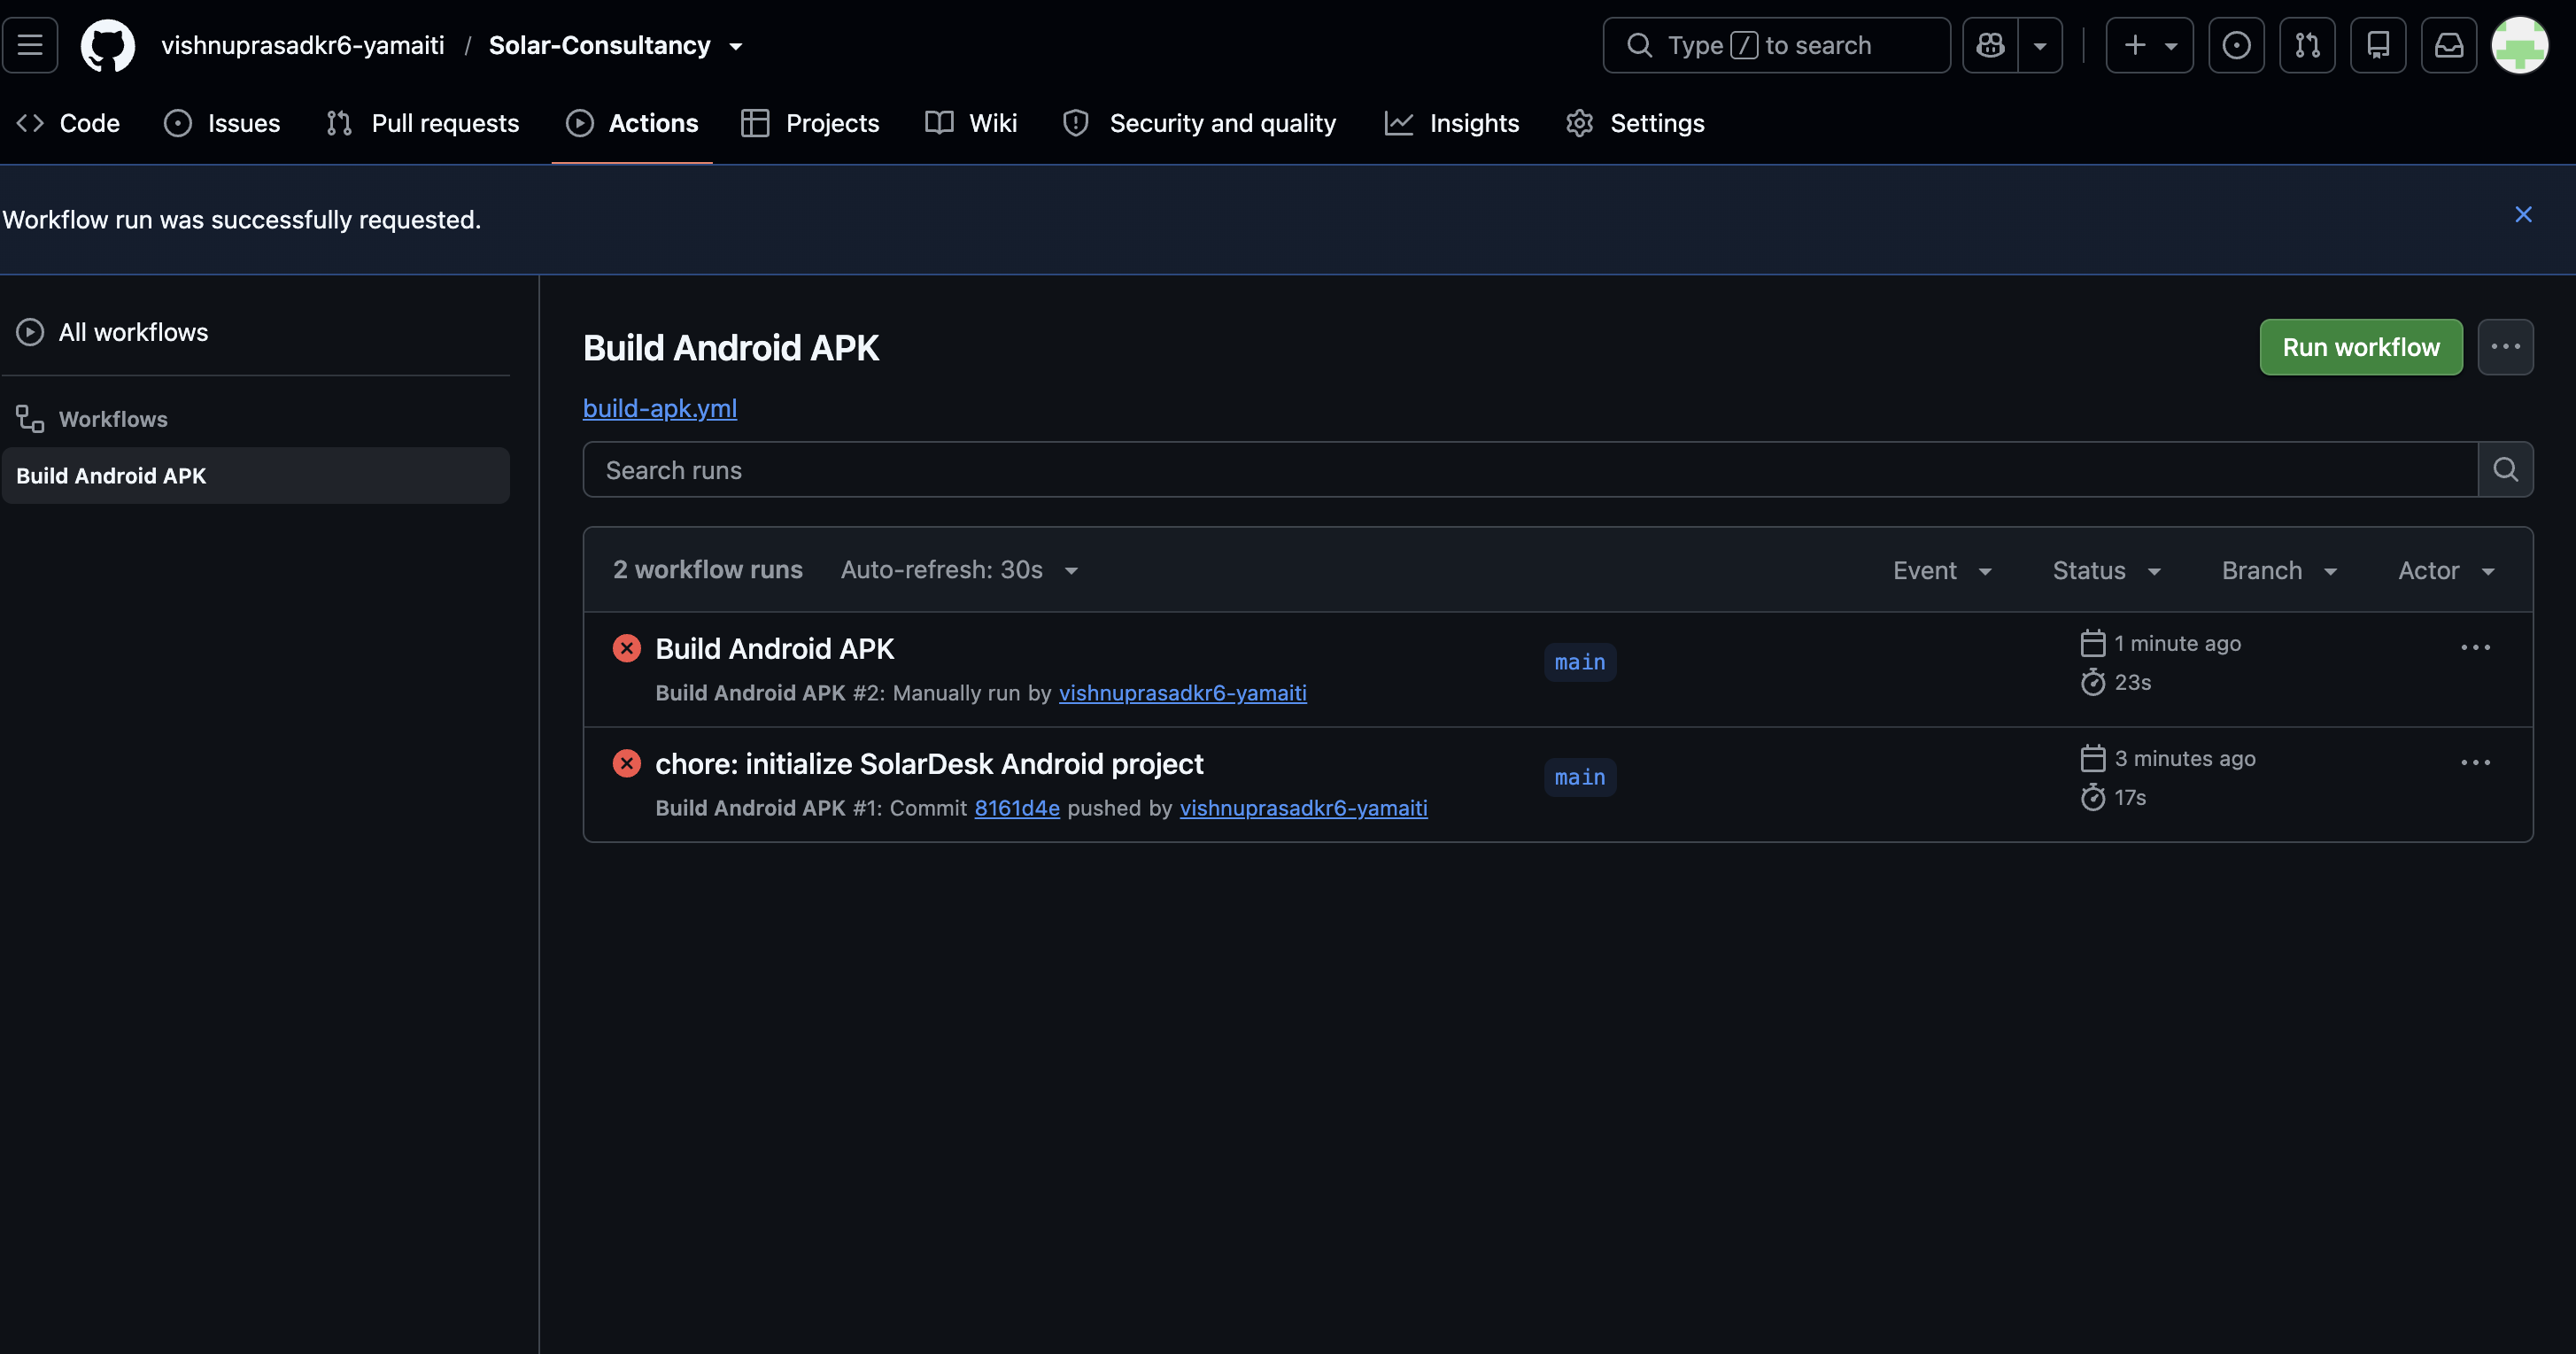 vishnuprasadkr6-yamaiti / Solar-Consultancy
Type / to search
Code
Issues
Pull requests
Actions
Projects
Wiki
Security and quality
Insights
Settings
Workflow run was successfully requested.
All workflows
Workflows
Build Android APK
Build Android APK
Run workflow
build-apk.yml
Search runs
2 workflow runs
Auto-refresh: 30s
Event
Status
Branch
Actor
Build Android APK
Build Android APK #2: Manually run by vishnuprasadkr6-yamaiti
main
1 minute ago
23s
chore: initialize SolarDesk Android project
Build Android APK #1: Commit 8161d4e pushed by vishnuprasadkr6-yamaiti
main
3 minutes ago
17s